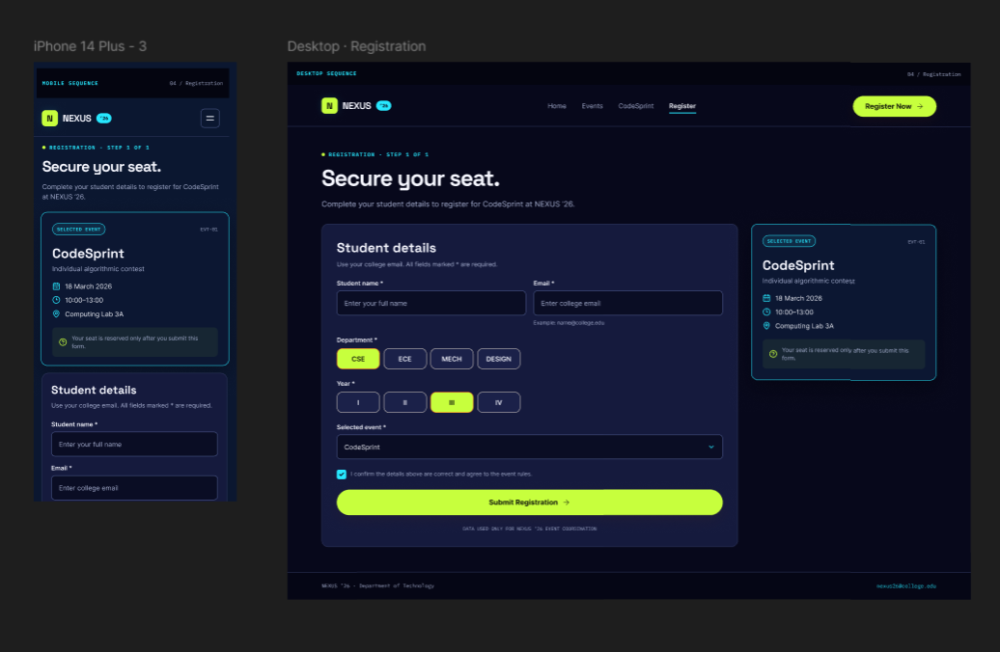 iPhone 14 Plus - 3
MOBILE SEQUENCE
04 / Registration
N NEXUS '26
REGISTRATION - STEP 1 OF 1
Secure your seat.
Complete your student details to register for CodeSprint
at NEXUS '26.
SELECTED EVENT
EVT-01
CodeSprint
Individual algorithmic contest
18 March 2026
10:00–13:00
Computing Lab 3A
Your seat is reserved only after you submit this
form.
Student details
Use your college email. All fields marked * are required.
Student name *
Enter your full name
Email *
Enter college email
Desktop · Registration
DESKTOP SEQUENCE
04 / Registration
N NEXUS '26
Home
Events
CodeSprint
Register
Register Now →
REGISTRATION - STEP 1 OF 1
Secure your seat.
Complete your student details to register for CodeSprint at NEXUS '26.
Student details
Use your college email. All fields marked * are required.
Student name *
Enter your full name
Email *
Enter college email
Example: name@college.edu
Department *
CSE
ECE
MECH
DESIGN
Year *
I
II
III
IV
Selected event *
CodeSprint
I confirm the details above are correct and agree to the event rules.
Submit Registration →
DATA USED ONLY FOR NEXUS '26 EVENT COORDINATION
SELECTED EVENT
EVT-01
CodeSprint
Individual algorithmic contest
18 March 2026
10:00–13:00
Computing Lab 3A
Your seat is reserved only after you submit this
form.
NEXUS '26 · Department of Technology
nexus26@college.edu